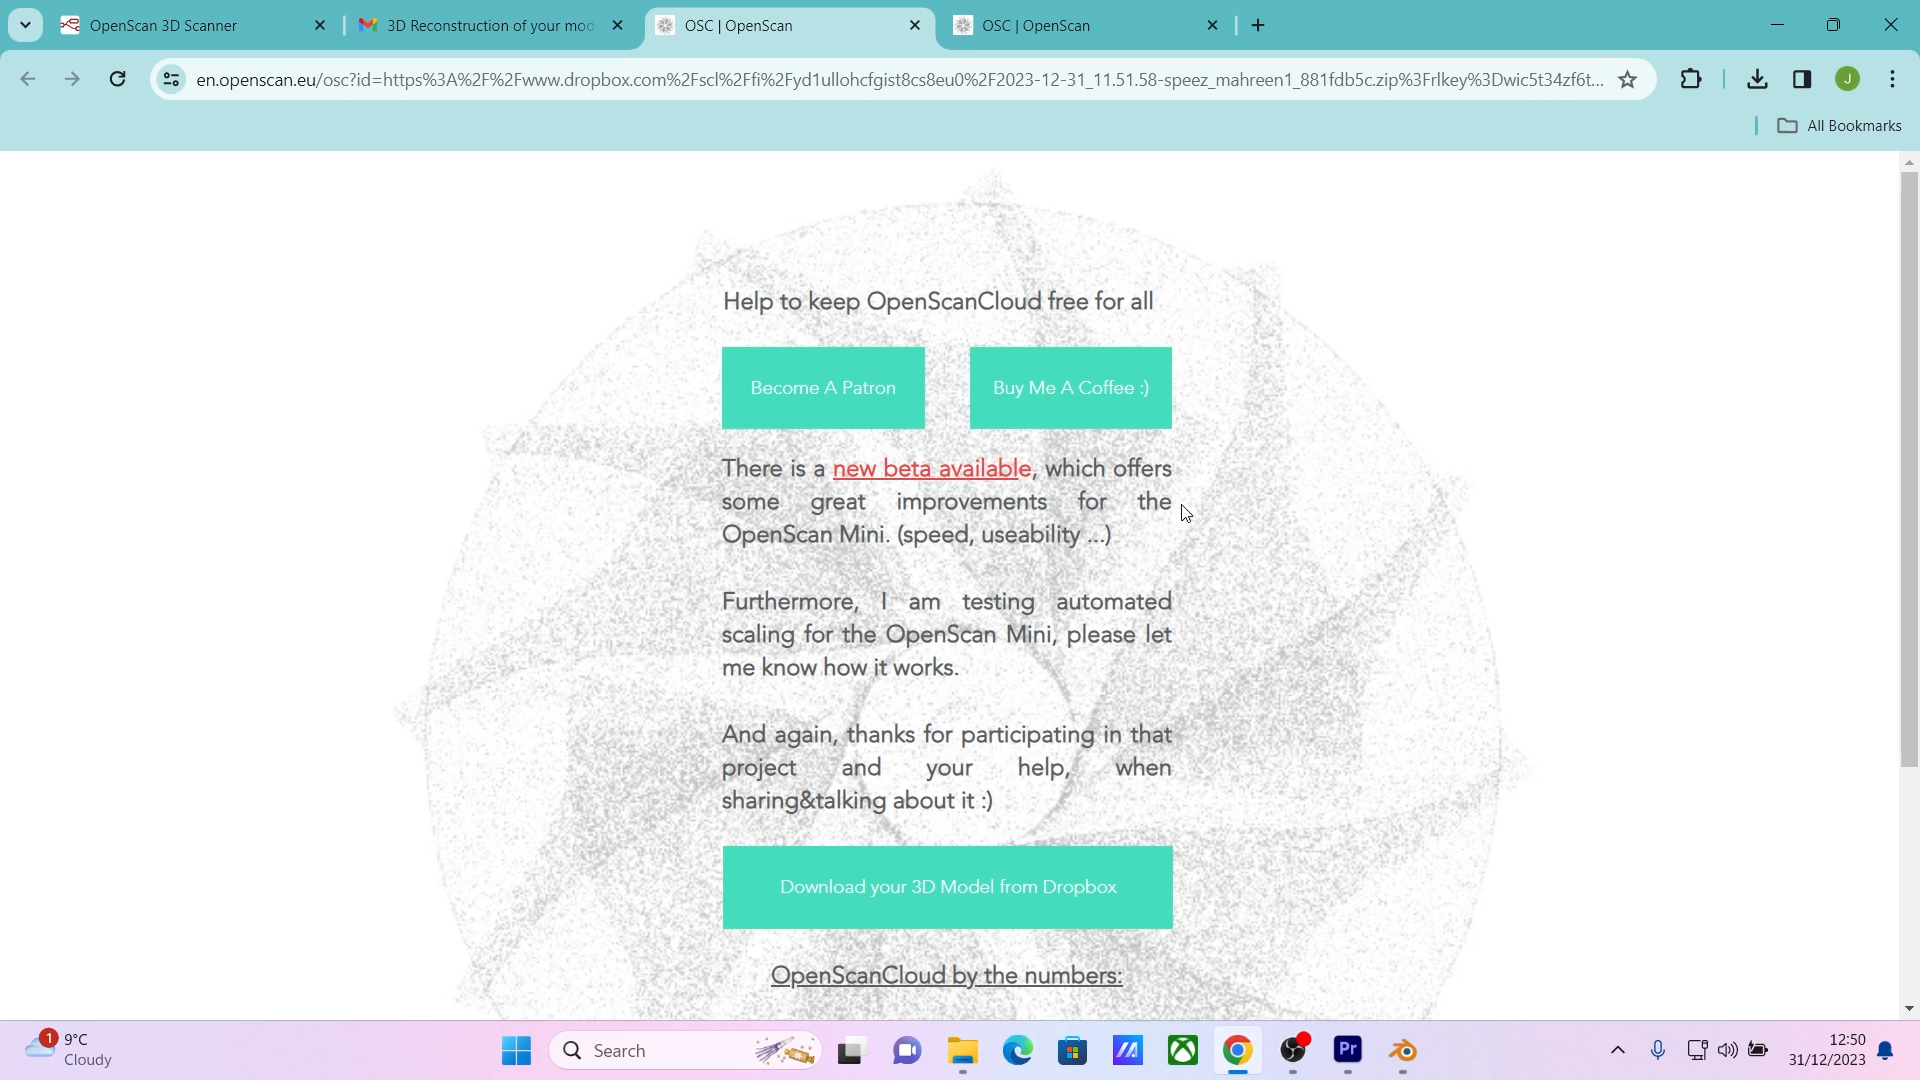 OpenScan 3D Scanner
3D Reconstruction of your mod
OSC | OpenScan
OSC | OpenScan
en.openscan.eu/osc?id=https%3A%2F%2Fwww.dropbox.com%2Fscl%2Ffi%2Fyd1ullohcfgist8cs8eu0%2F2023-12-31_11.51.58-speez_mahreen1_881fdb5c.zip%3Frlkey%3Dwic5t34zf6t...
J
All Bookmarks
Help to keep OpenScanCloud free for all
Become A Patron
Buy Me A Coffee :)
There is a new beta available, which offers
some great improvements for the
OpenScan Mini. (speed, useability ...)
Furthermore, I am testing automated
scaling for the OpenScan Mini, please let
me know how it works.
And again, thanks for participating in that
project and your help, when
sharing&talking about it :)
Download your 3D Model from Dropbox
OpenScanCloud by the numbers:
1
9°C
Cloudy
Search
Pr
12:50
31/12/2023